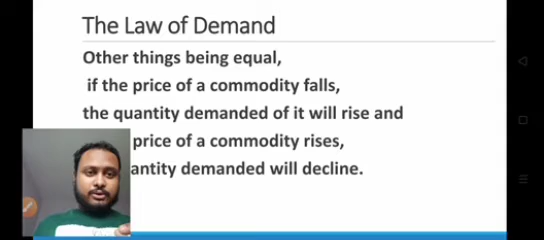 The Law of Demand
Other things being equal,
if the price of a commodity falls,
the quantity demanded of it will rise and
price of a commodity rises,
antity demanded will decline.